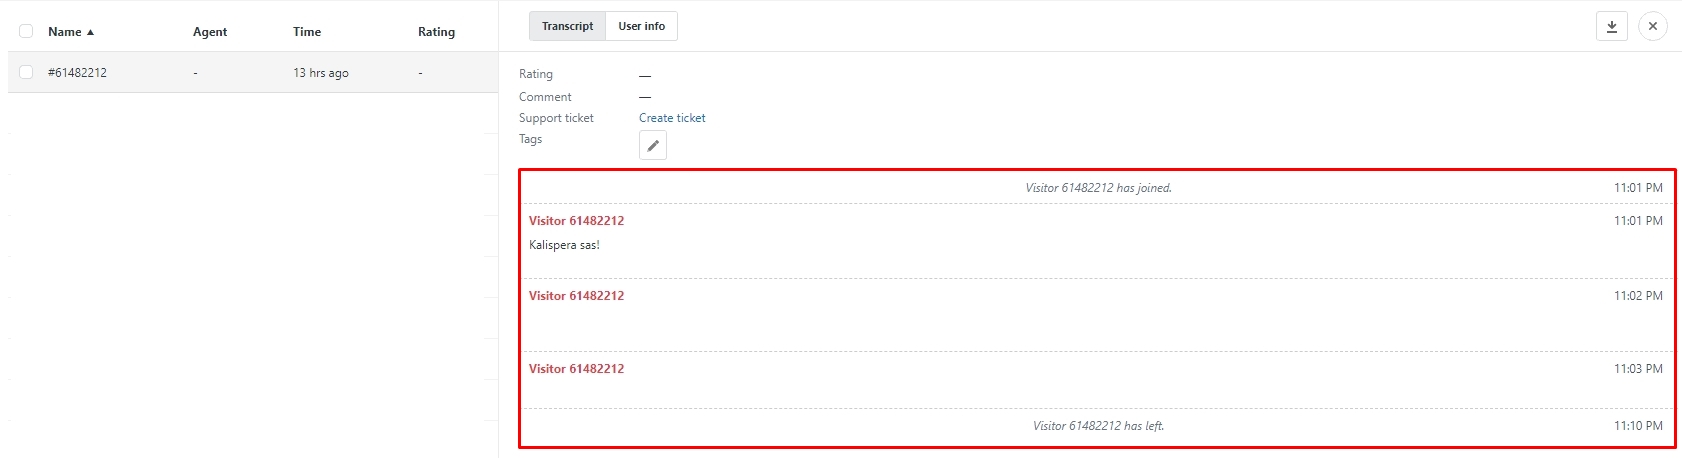 Name ▲ Agent Time Rating
#61482212 - 13 hrs ago -
Transcript User info
Rating —
Comment —
Support ticket Create ticket
Tags
Visitor 61482212 has joined. 11:01 PM
Visitor 61482212 11:01 PM
Kalispera sas!
Visitor 61482212 11:02 PM
Visitor 61482212 11:03 PM
Visitor 61482212 has left. 11:10 PM